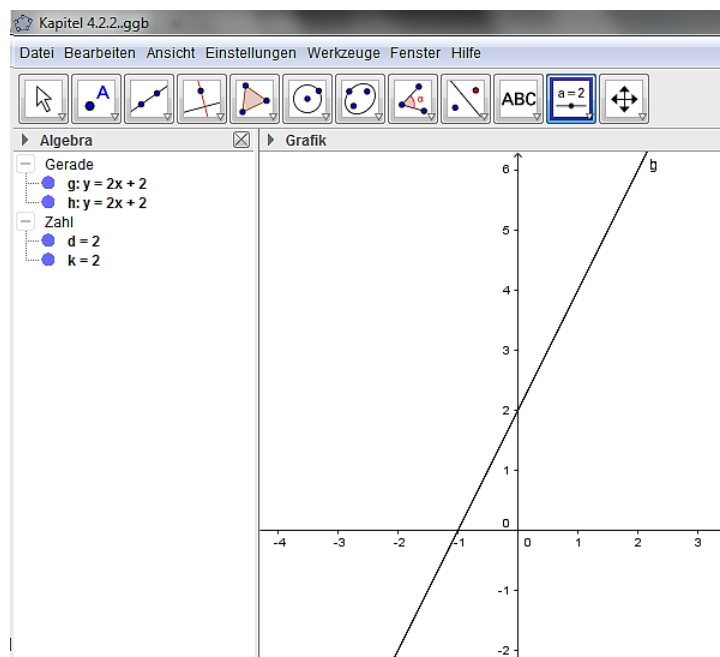 Kapitel 4.2.2..ggb
Datei Bearbeiten Ansicht Einstellungen Werkzeuge Fenster Hilfe
A α ABC a=2
Algebra
Gerade
g: y = 2x + 2
h: y = 2x + 2
Zahl
d = 2
k = 2
Grafik
6
5
4
3
2
1
0
-4 -3 -2 -1 0 1 2 3
-1
-2